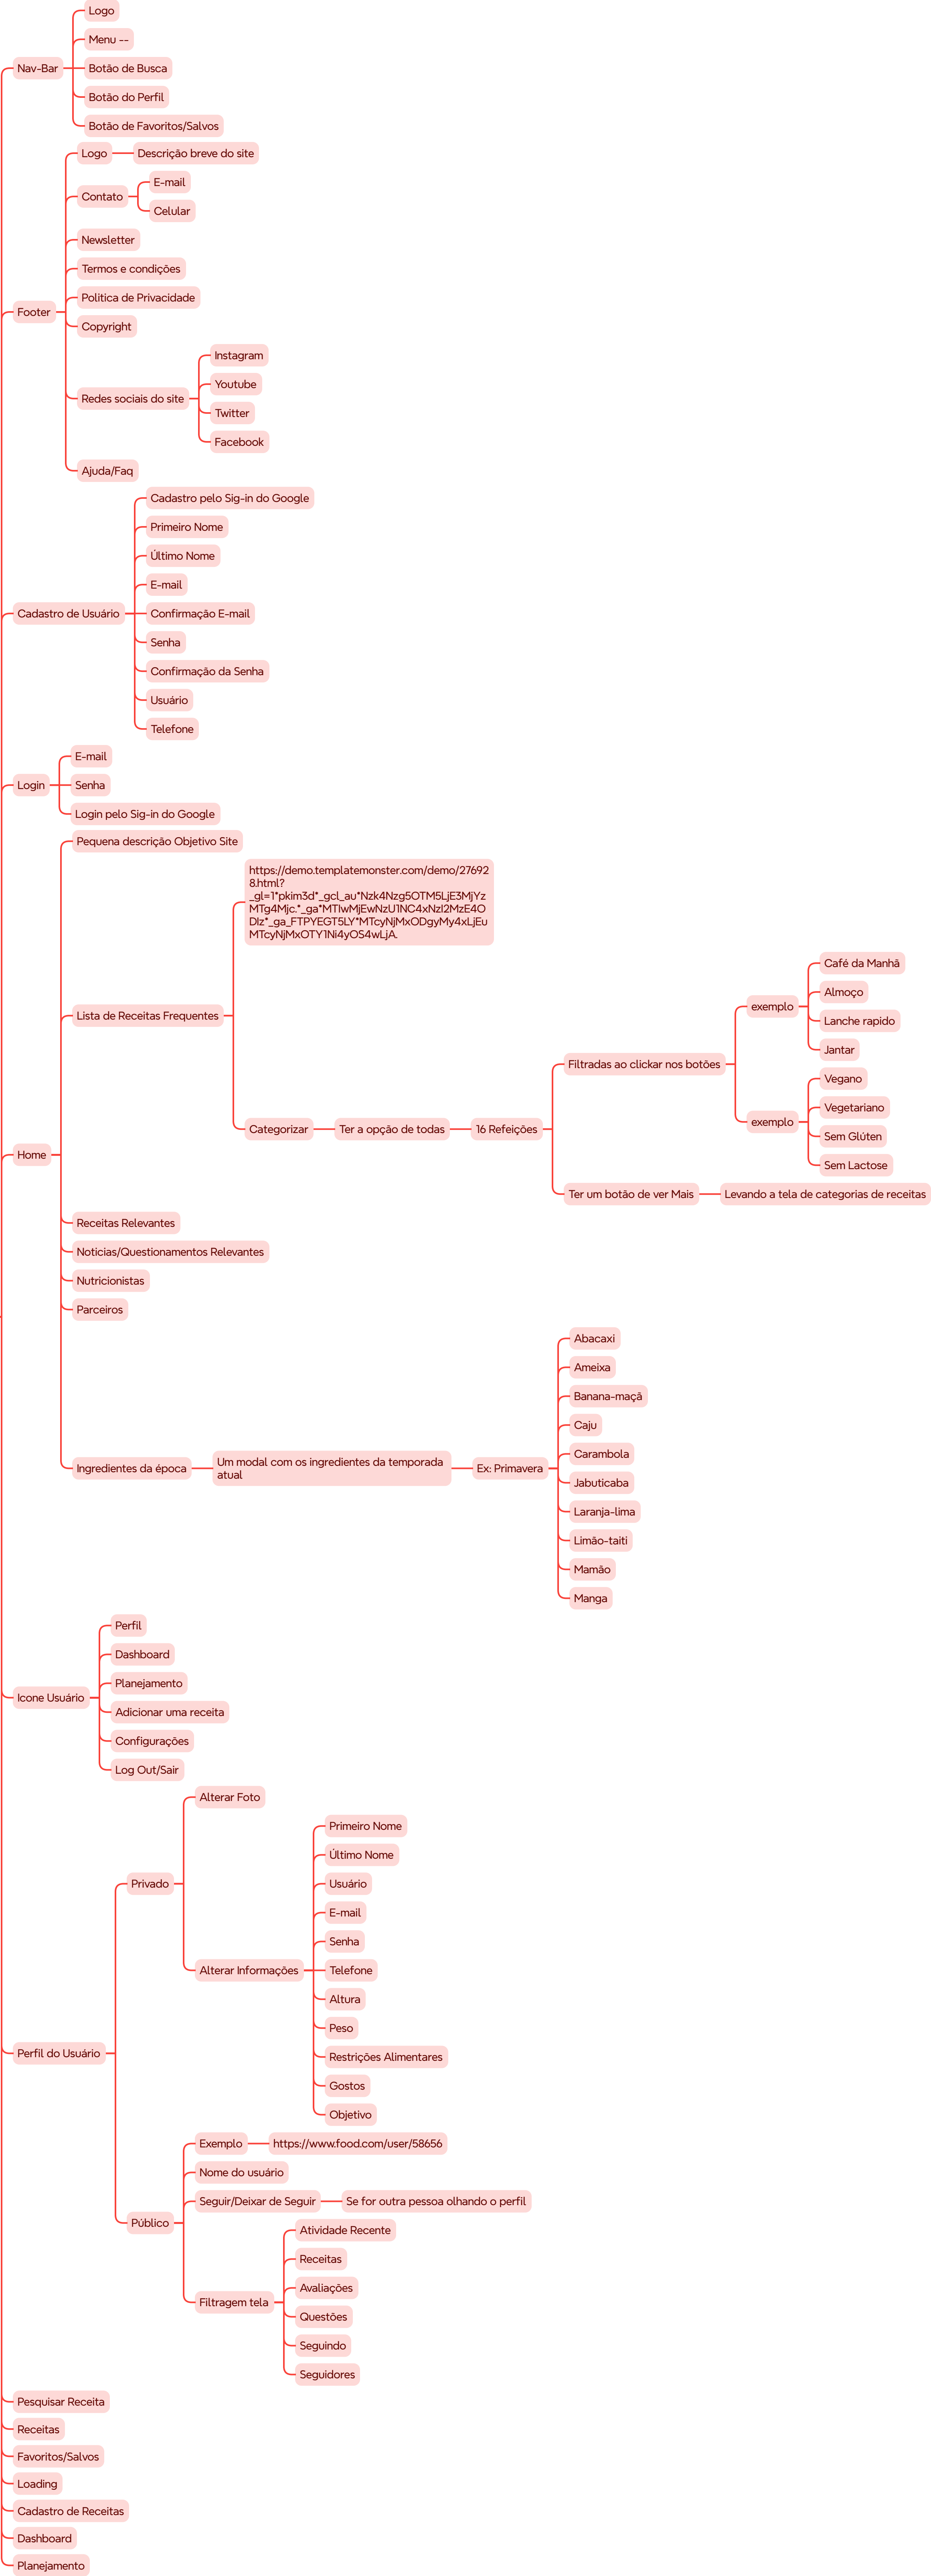 Logo
Menu --
Nav-Bar
Botão de Busca
Botão do Perfil
Botão de Favoritos/Salvos
Logo
Descrição breve do site
Contato
E-mail
Celular
Newsletter
Termos e condições
Politica de Privacidade
Footer
Copyright
Redes sociais do site
Instagram
Youtube
Twitter
Facebook
Ajuda/Faq
Cadastro pelo Sig-in do Google
Primeiro Nome
Último Nome
E-mail
Cadastro de Usuário
Confirmação E-mail
Senha
Confirmação da Senha
Usuário
Telefone
E-mail
Login
Senha
Login pelo Sig-in do Google
Pequena descrição Objetivo Site
https://demo.templatemonster.com/demo/27692
8.html?
_gl=1*pkim3d*_gcl_au*Nzk4Nzg5OTM5LjE3MjYz
MTg4Mjc.*_ga*MTIwMjEwNzU1NC4xNzI2MzE4O
DIz*_ga_FTPYEGT5LY*MTcyNjMxODgyMy4xLjEu
MTcyNjMxOTY1Ni4yOS4wLjA.
Lista de Receitas Frequentes
Categorizar
Ter a opção de todas
16 Refeições
Filtradas ao clickar nos botões
exemplo
Café da Manhã
Almoço
Lanche rapido
Jantar
exemplo
Vegano
Vegetariano
Sem Glúten
Sem Lactose
Ter um botão de ver Mais
Levando a tela de categorias de receitas
Home
Receitas Relevantes
Noticias/Questionamentos Relevantes
Nutricionistas
Parceiros
Ingredientes da época
Um modal com os ingredientes da temporada
atual
Ex: Primavera
Abacaxi
Ameixa
Banana-maçã
Caju
Carambola
Jabuticaba
Laranja-lima
Limão-taiti
Mamão
Manga
Icone Usuário
Perfil
Dashboard
Planejamento
Adicionar uma receita
Configurações
Log Out/Sair
Perfil do Usuário
Privado
Alterar Foto
Alterar Informações
Primeiro Nome
Último Nome
Usuário
E-mail
Senha
Telefone
Altura
Peso
Restrições Alimentares
Gostos
Objetivo
Público
Exemplo
https://www.food.com/user/58656
Nome do usuário
Seguir/Deixar de Seguir
Se for outra pessoa olhando o perfil
Filtragem tela
Atividade Recente
Receitas
Avaliações
Questões
Seguindo
Seguidores
Pesquisar Receita
Receitas
Favoritos/Salvos
Loading
Cadastro de Receitas
Dashboard
Planejamento